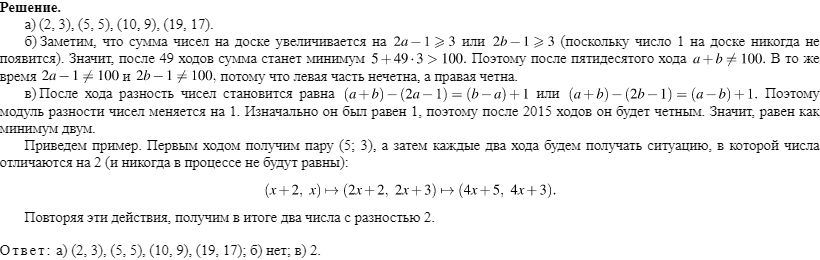 Решение.
а) (2, 3), (5, 5), (10, 9), (19, 17).
б) Заметим, что сумма чисел на доске увеличивается на 2a − 1 ⩾ 3 или 2b − 1 ⩾ 3 (поскольку число 1 на доске никогда не
появится). Значит, после 49 ходов сумма станет минимум 5 + 49 · 3 > 100. Поэтому после пятидесятого хода a + b ≠ 100. В то же
время 2a − 1 ≠ 100 и 2b − 1 ≠ 100, потому что левая часть нечетна, а правая четна.
в) После хода разность чисел становится равна (a + b) − (2a − 1) = (b − a) + 1 или (a + b) − (2b − 1) = (a − b) + 1. Поэтому
модуль разности чисел меняется на 1. Изначально он был равен 1, поэтому после 2015 ходов он будет четным. Значит, равен как
минимум двум.
Приведем пример. Первым ходом получим пару (5; 3), а затем каждые два хода будем получать ситуацию, в которой числа
отличаются на 2 (и никогда в процессе не будут равны):
(x + 2, x) ↦ (2x + 2, 2x + 3) ↦ (4x + 5, 4x + 3).
Повторяя эти действия, получим в итоге два числа с разностью 2.
Ответ: а) (2, 3), (5, 5), (10, 9), (19, 17); б) нет; в) 2.